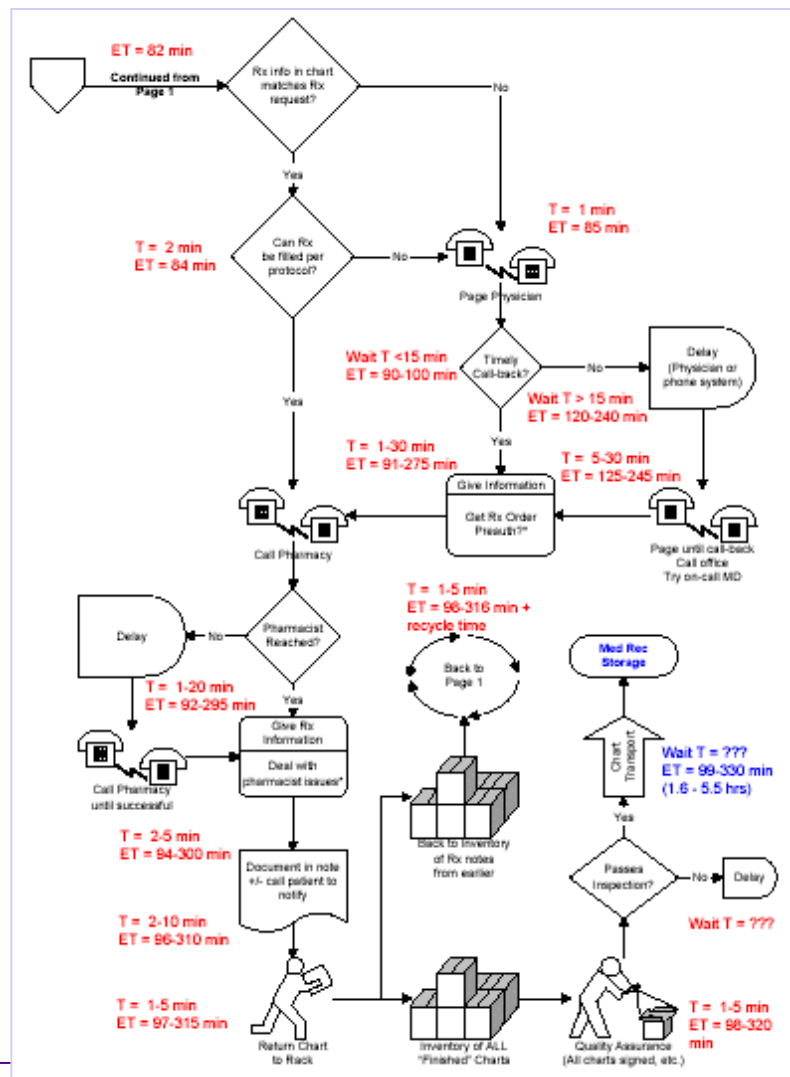 ET = 82 min
Continued from
Page 1
Rx info in chart
matches Rx
request?
No
Yes
T = 2 min
ET = 84 min
Can Rx
be filled per
protocol?
No
T = 1 min
ET = 85 min
Page Physician
Wait T <15 min
ET = 90-100 min
Timely
Call-back?
No
Delay
(Physician or
phone system)
Wait T > 15 min
ET = 120-240 min
Yes
Yes
T = 1-30 min
ET = 91-275 min
T = 5-30 min
ET = 125-245 min
Give Information
Get Rx Order
Preauth?*
Call Pharmacy
Page until call-back
Call office
Try on-call MD
T = 1-5 min
ET = 98-316 min +
recycle time
Delay
No
Pharmacist
Reached?
Back to
Page 1
Med Rec
Storage
T = 1-20 min
ET = 92-295 min
Yes
Give Rx
Information
Deal with
pharmacist issues*
Call Pharmacy
until successful
Chart
Transport
Wait T = ???
ET = 99-330 min
(1.6 - 5.5 hrs)
Yes
Back to Inventory
of Rx notes
from earlier
T = 2-5 min
ET = 94-300 min
Document in note
+/- call patient to
notify
Passes
Inspection?
No
Delay
Wait T = ???
T = 2-10 min
ET = 96-310 min
T = 1-5 min
ET = 97-315 min
Return Chart
to Rack
Inventory of ALL
"Finished" Charts
Quality Assurance
(All charts signed, etc.)
T = 1-5 min
ET = 98-320
min